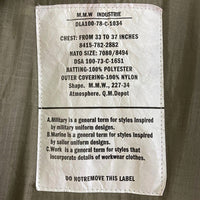 M.M.W INDUSTRIE
DLA100-78-C-1034
CHEST: FROM 33 TO 37 INCHES
8415-782-2882
NATO SIZE: 7080/8494
DSA 100-73-C-1651
BATTING-100% POLYESTER
OUTER COVERING-100% NYLON
Shape. M.M.W., 227-34
Atmosphere. Q.M.Depot
A.Military is a general term for styles inspired
by military uniform designs.
B.Marine is a general term for styles inspired
by sailor uniform designs.
C.Work is a general term for styles that
incorporate details of workwear clothes.
DO NOTREMOVE THIS LABEL